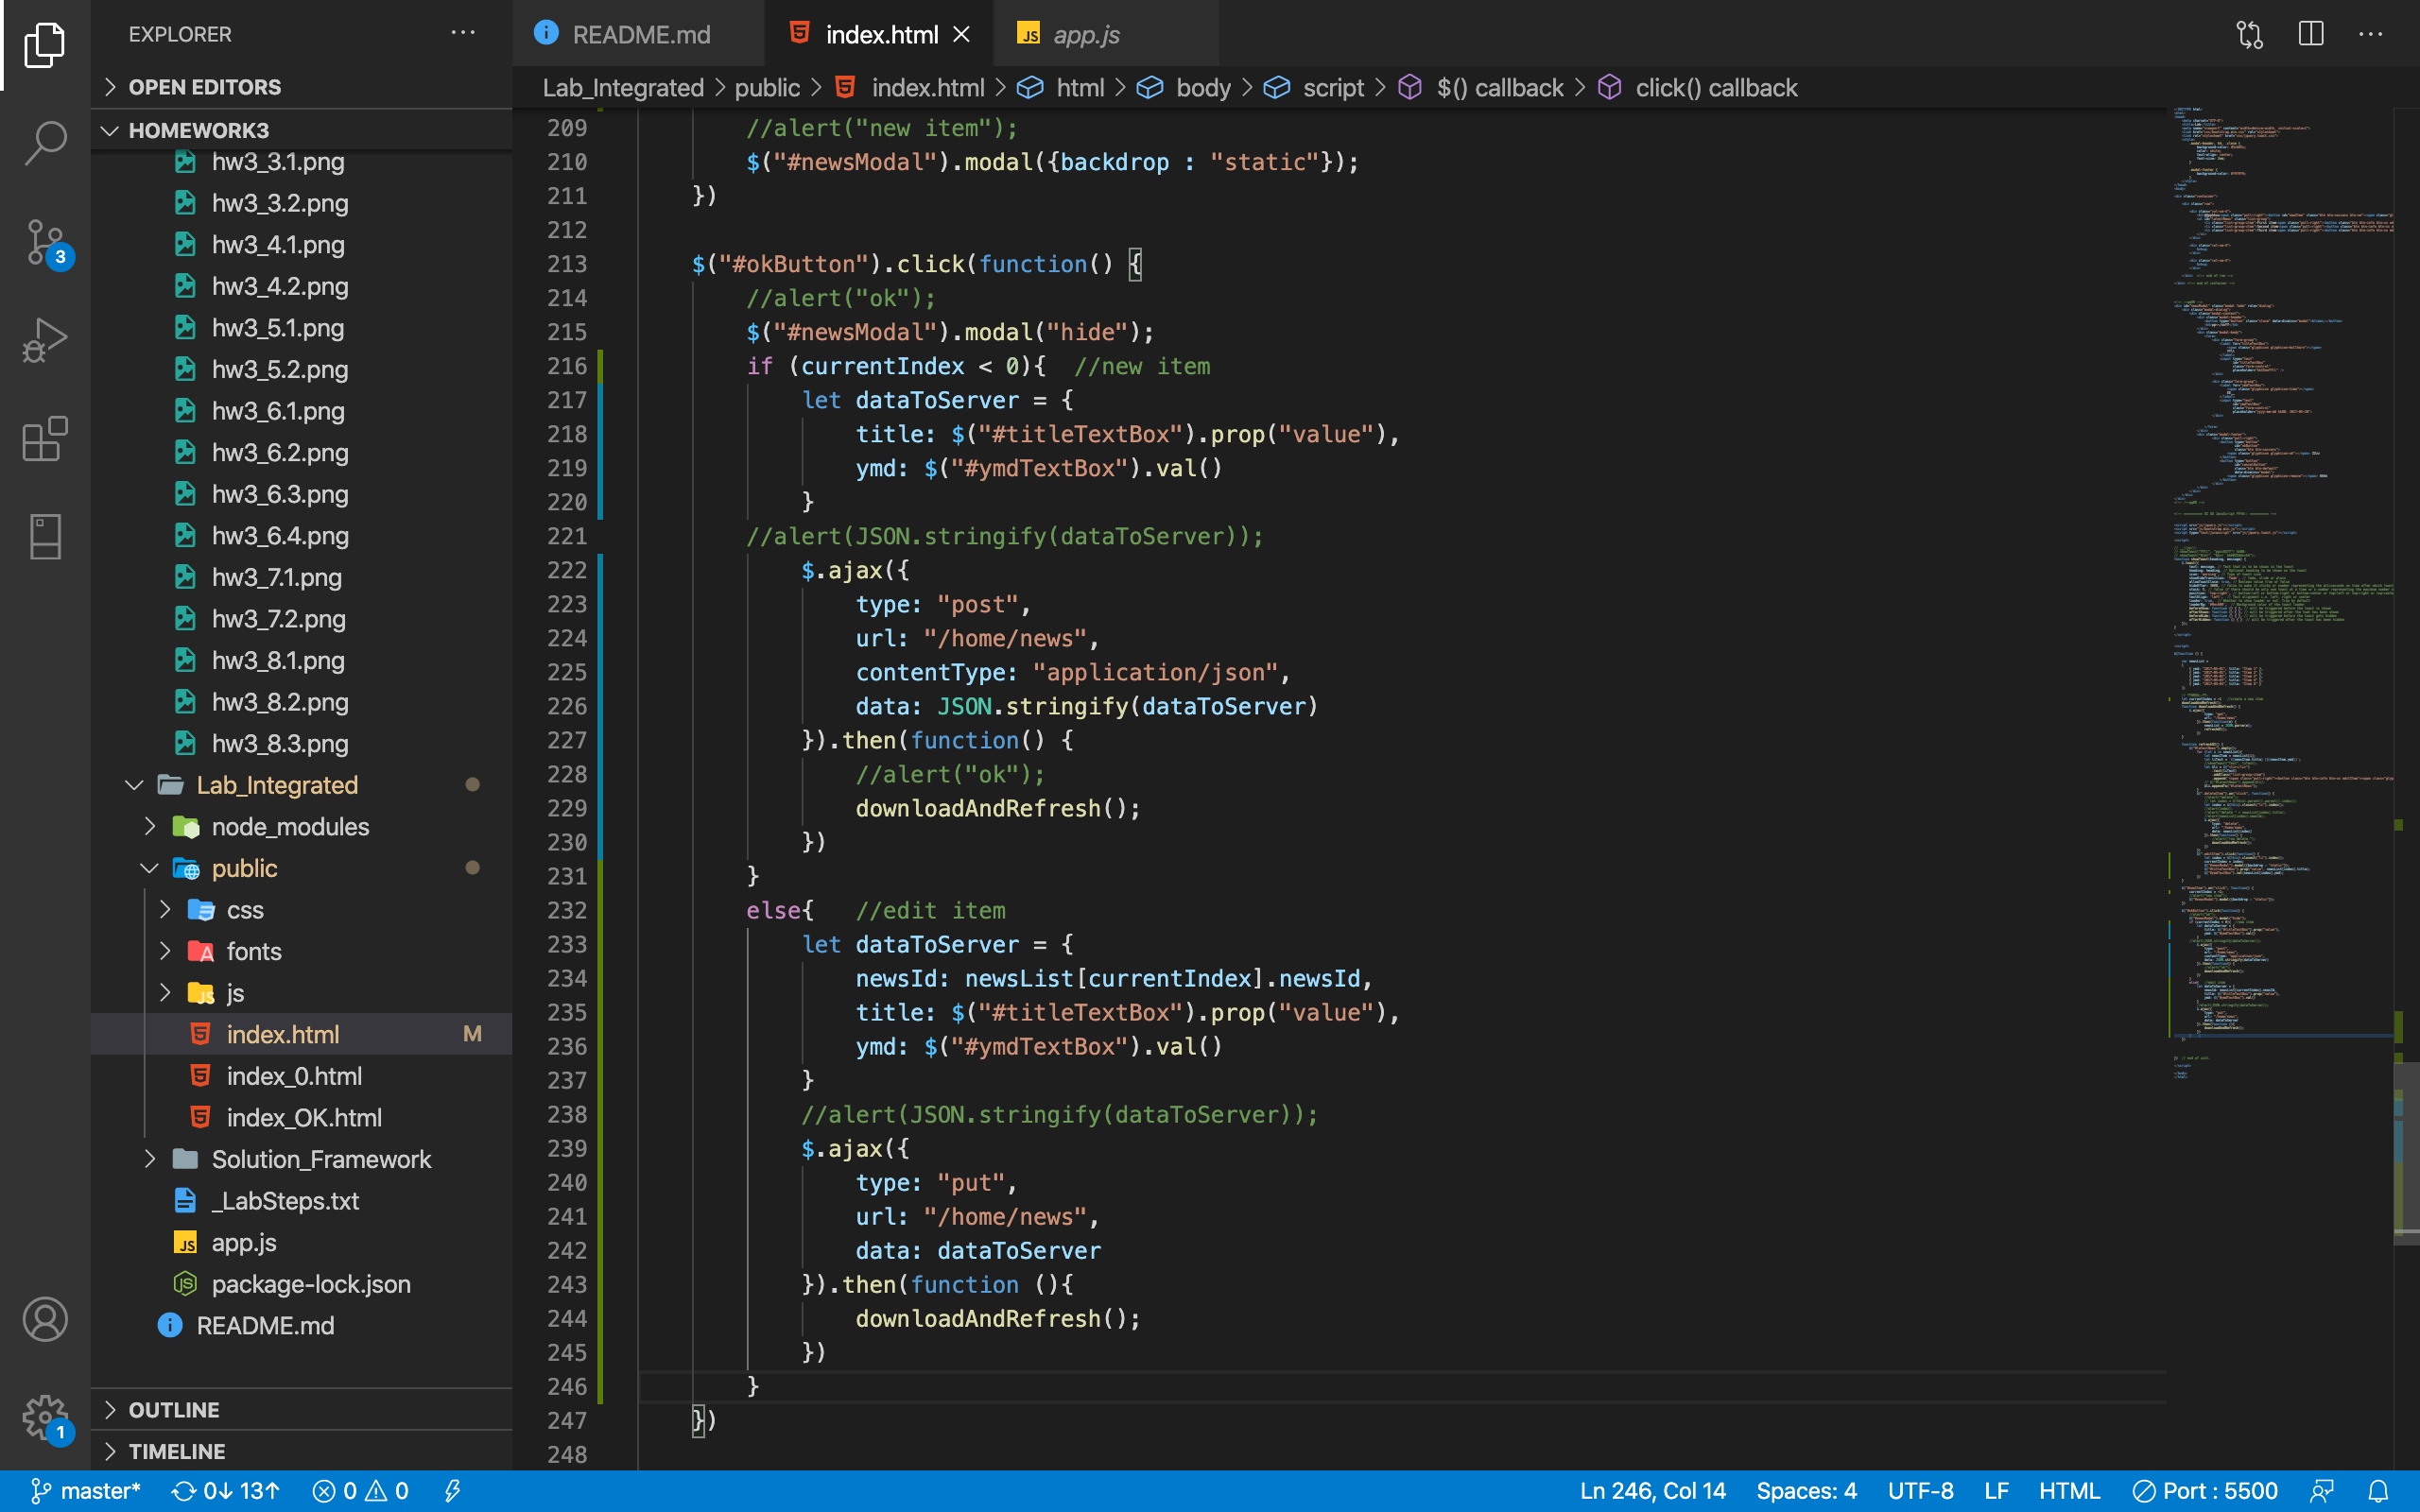 EXPLORER
OPEN EDITORS
HOMEWORK3
hw3_3.1.png
hw3_3.2.png
hw3_4.1.png
hw3_4.2.png
hw3_5.1.png
hw3_5.2.png
hw3_6.1.png
hw3_6.2.png
hw3_6.3.png
hw3_6.4.png
hw3_7.1.png
hw3_7.2.png
hw3_8.1.png
hw3_8.2.png
hw3_8.3.png
Lab_Integrated
node_modules
public
css
fonts
js
index.html M
index_0.html
index_OK.html
Solution_Framework
_LabSteps.txt
app.js
package-lock.json
README.md
OUTLINE
TIMELINE
3
1
README.md index.html app.js
Lab_Integrated > public > index.html > html > body > script > $() callback > click() callback
209 //alert("new item");
210 $("#newsModal").modal({backdrop : "static"});
211 })
212
213 $("#okButton").click(function() {
214 //alert("ok");
215 $("#newsModal").modal("hide");
216 if (currentIndex < 0){ //new item
217 let dataToServer = {
218 title: $("#titleTextBox").prop("value"),
219 ymd: $("#ymdTextBox").val()
220 }
221 //alert(JSON.stringify(dataToServer));
222 $.ajax({
223 type: "post",
224 url: "/home/news",
225 contentType: "application/json",
226 data: JSON.stringify(dataToServer)
227 }).then(function() {
228 //alert("ok");
229 downloadAndRefresh();
230 })
231 }
232 else{ //edit item
233 let dataToServer = {
234 newsId: newsList[currentIndex].newsId,
235 title: $("#titleTextBox").prop("value"),
236 ymd: $("#ymdTextBox").val()
237 }
238 //alert(JSON.stringify(dataToServer));
239 $.ajax({
240 type: "put",
241 url: "/home/news",
242 data: dataToServer
243 }).then(function (){
244 downloadAndRefresh();
245 })
246 }
247 })
248
master* 0↓ 13↑ 0 0 Ln 246, Col 14 Spaces: 4 UTF-8 LF HTML Port : 5500